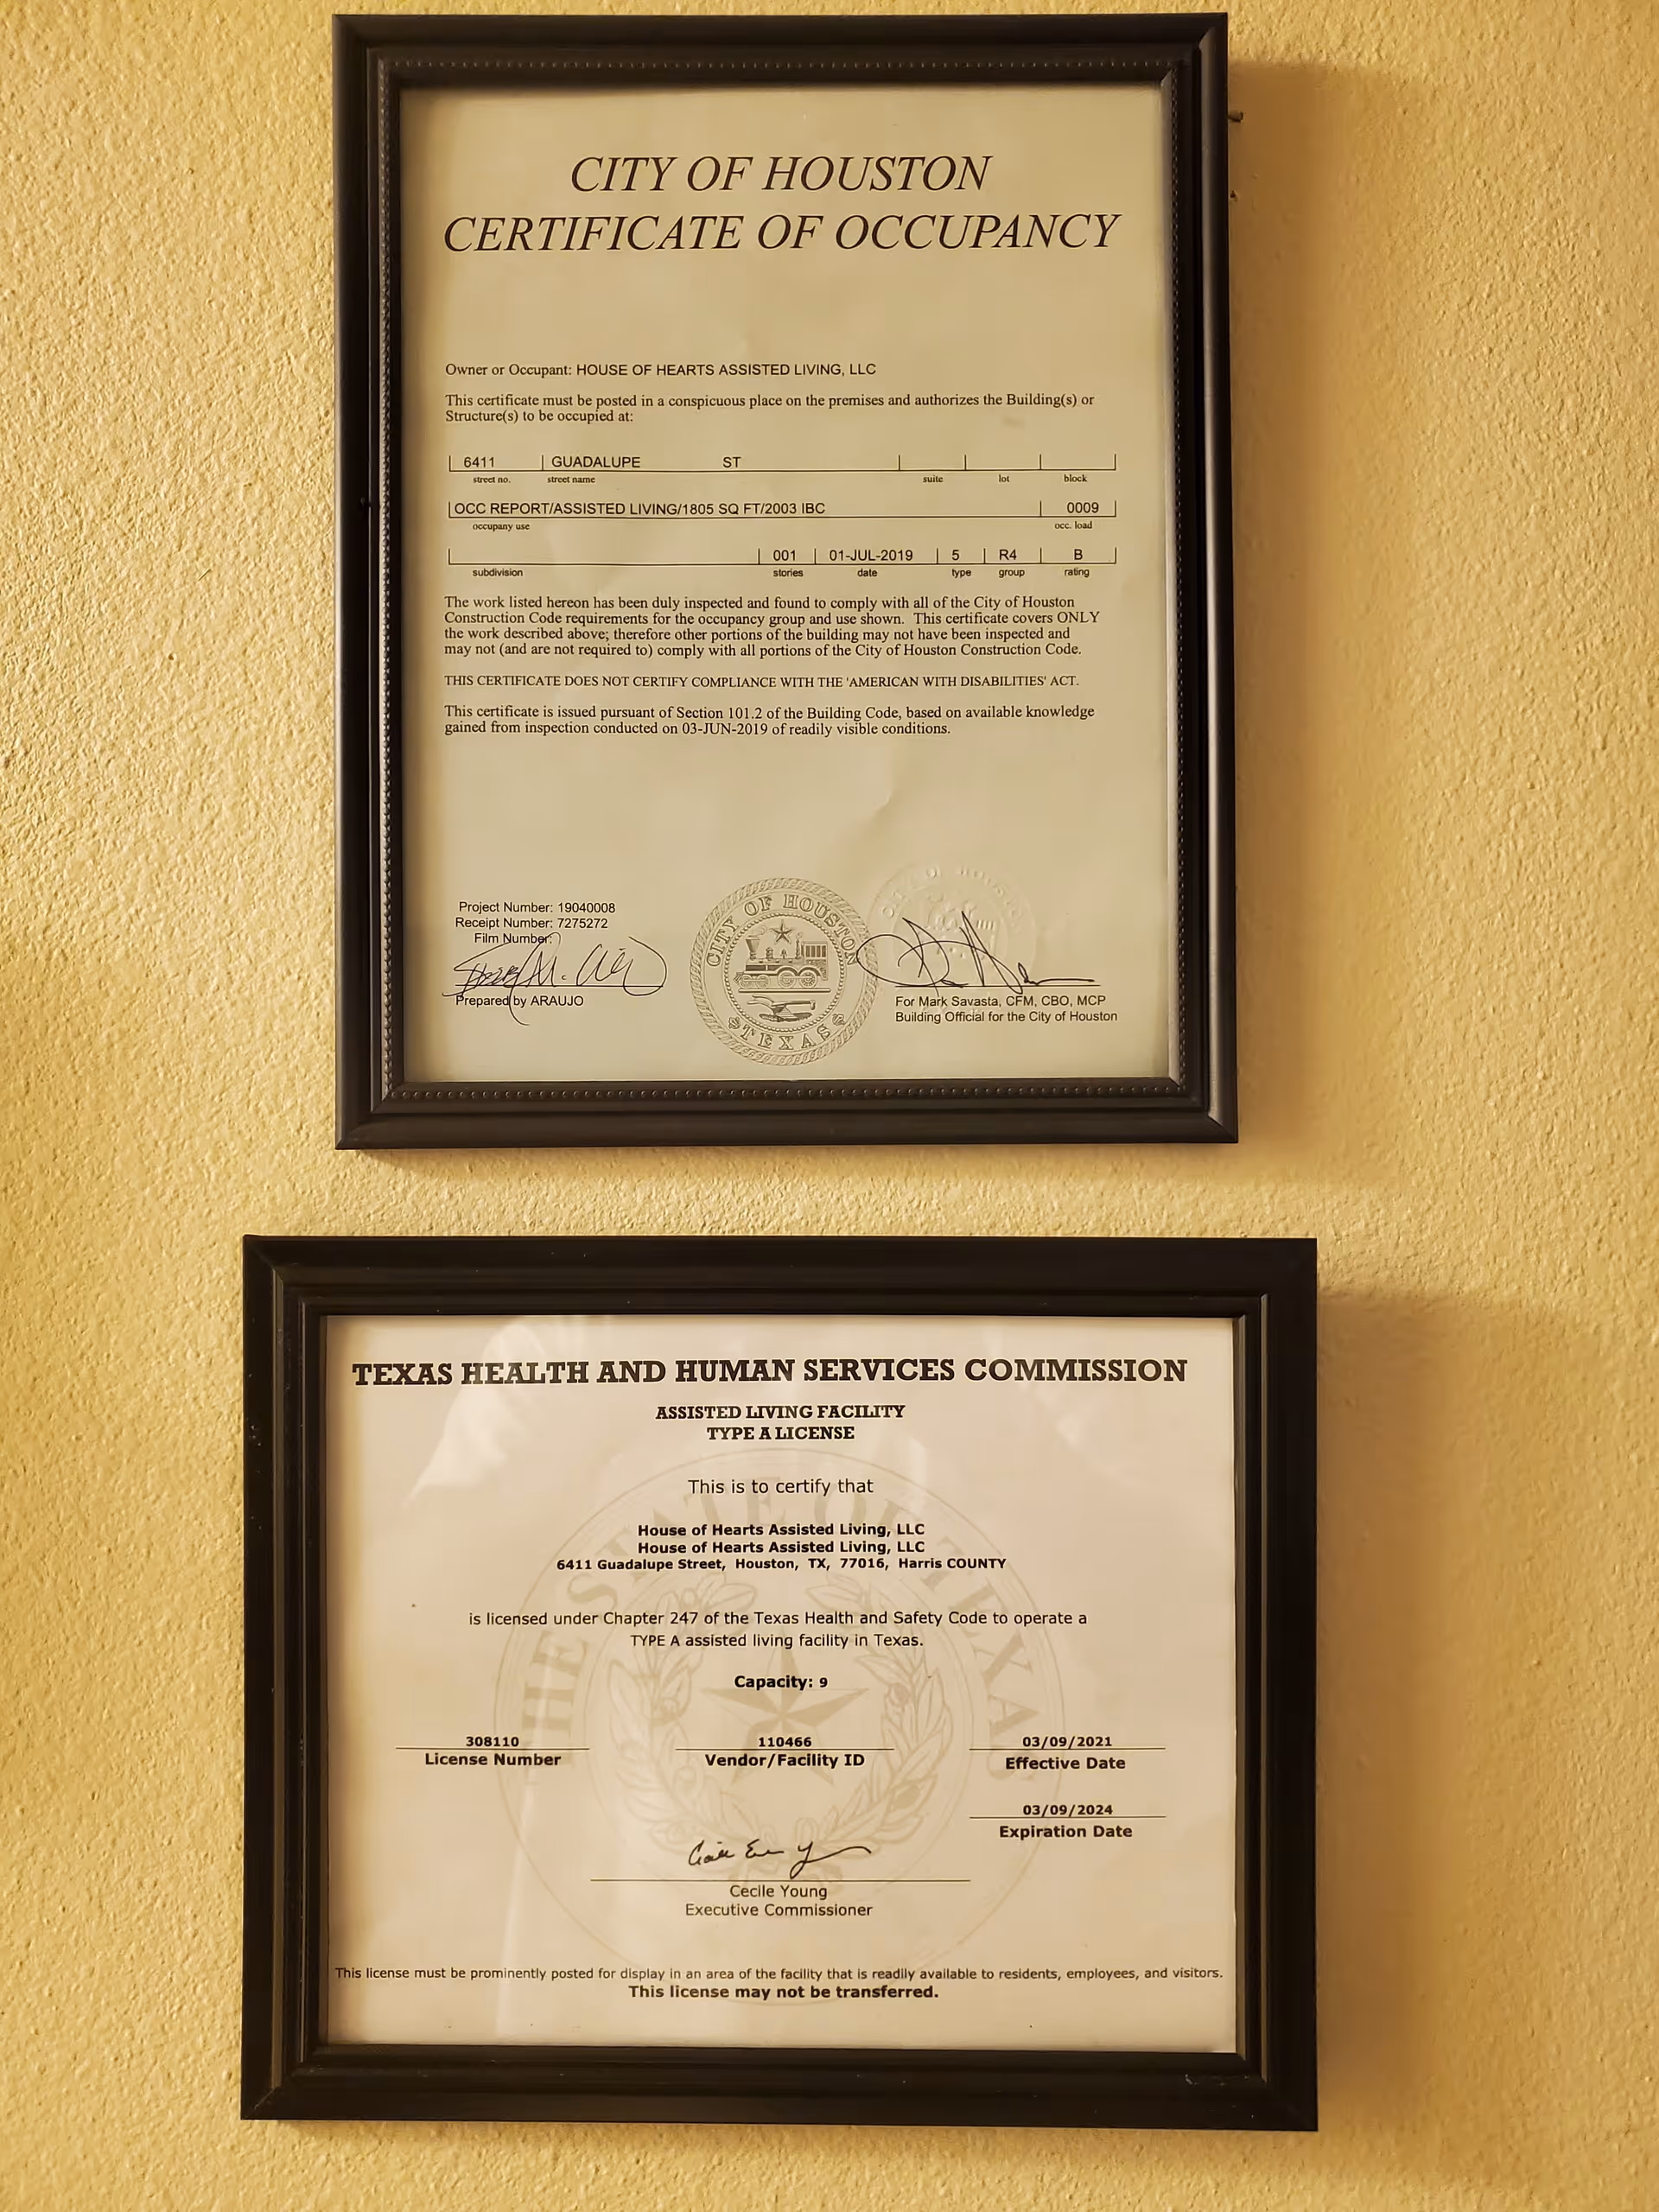 CITY OF HOUSTON
CERTIFICATE OF OCCUPANCY
Owner or Occupant: HOUSE OF HEARTS ASSISTED LIVING, LLC
This certificate must be posted in a conspicuous place on the premises and authorizes the Building(s) or
Structure(s) to be occupied at:
6411 GUADALUPE ST
street no. street name suite lot block
OCC REPORT/ASSISTED LIVING/1805 SQ FT/2003 IBC 0009
occupany use occ. load
001 01-JUL-2019 5 R4 B
subdivision stories date type group rating
The work listed hereon has been duly inspected and found to comply with all of the City of Houston
Construction Code requirements for the occupancy group and use shown. This certificate covers ONLY
the work described above; therefore other portions of the building may not have been inspected and
may not (and are not required to) comply with all portions of the City of Houston Construction Code.
THIS CERTIFICATE DOES NOT CERTIFY COMPLIANCE WITH THE 'AMERICAN WITH DISABILITIES' ACT.
This certificate is issued pursuant of Section 101.2 of the Building Code, based on available knowledge
gained from inspection conducted on 03-JUN-2019 of readily visible conditions.
Project Number: 19040008
Receipt Number: 7275272
Film Number:
Prepared by ARAUJO
CITY OF HOUSTON
TEXAS
For Mark Savasta, CFM, CBO, MCP
Building Official for the City of Houston
TEXAS HEALTH AND HUMAN SERVICES COMMISSION
ASSISTED LIVING FACILITY
TYPE A LICENSE
This is to certify that
House of Hearts Assisted Living, LLC
House of Hearts Assisted Living, LLC
6411 Guadalupe Street, Houston, TX, 77016, Harris COUNTY
is licensed under Chapter 247 of the Texas Health and Safety Code to operate a
TYPE A assisted living facility in Texas.
Capacity: 9
308110 110466 03/09/2021
License Number Vendor/Facility ID Effective Date
03/09/2024
Expiration Date
Cecile Young
Executive Commissioner
This license must be prominently posted for display in an area of the facility that is readily available to residents, employees, and visitors.
This license may not be transferred.
THE STATE OF TEXAS